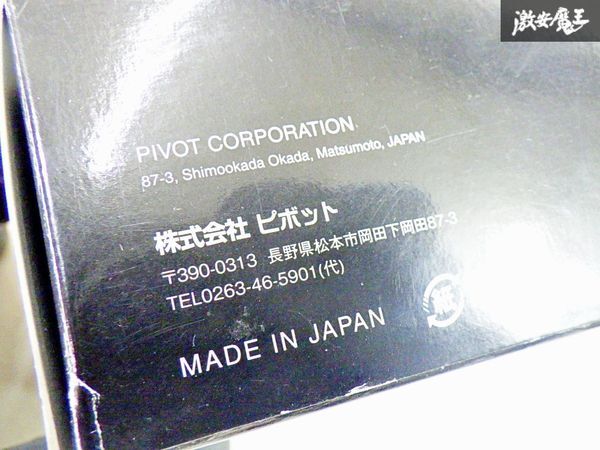 激安魔王
PIVOT CORPORATION
87-3, Shimookada Okada, Matsumoto, JAPAN
株式会社 ピボット
〒390-0313 長野県松本市岡田下岡田87-3
TEL0263-46-5901(代)
MADE IN JAPAN
紙